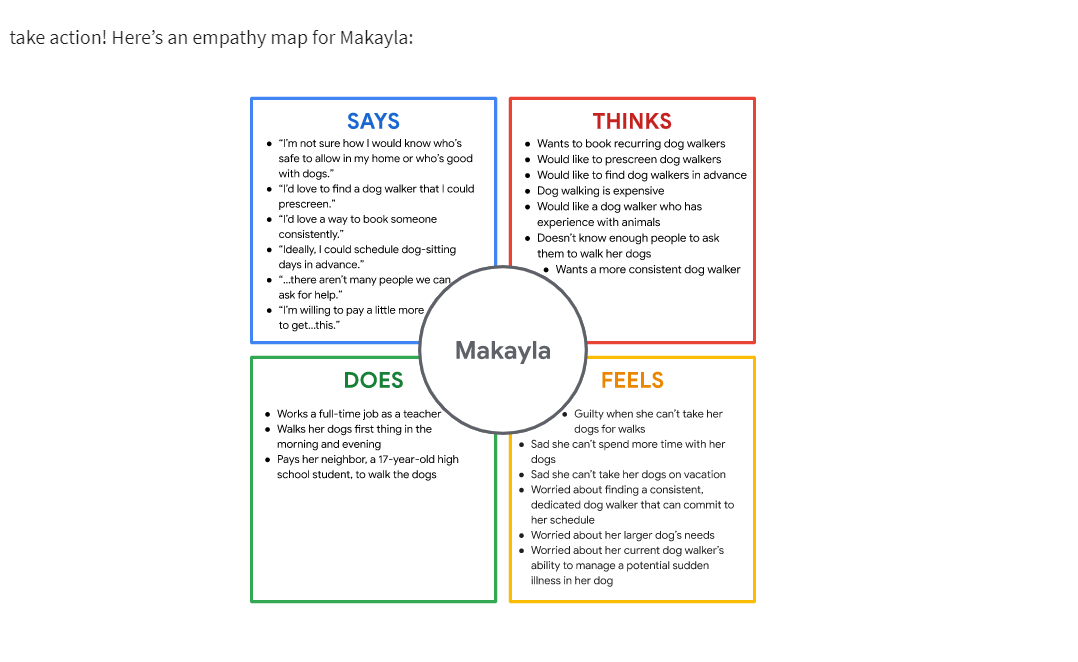 take action! Here’s an empathy map for Makayla:
SAYS
● “I’m not sure how I would know who’s
safe to allow in my home or who’s good
with dogs.”
● “I’d love to find a dog walker that I could
prescreen.”
● “I’d love a way to book someone
consistently.”
● “Ideally, I could schedule dog-sitting
days in advance.”
● “...there aren’t many people we can
ask for help.”
● “I’m willing to pay a little more
to get...this.”
THINKS
● Wants to book recurring dog walkers
● Would like to prescreen dog walkers
● Would like to find dog walkers in advance
● Dog walking is expensive
● Would like a dog walker who has
experience with animals
● Doesn’t know enough people to ask
them to walk her dogs
● Wants a more consistent dog walker
Makayla
DOES
● Works a full-time job as a teacher
● Walks her dogs first thing in the
morning and evening
● Pays her neighbor, a 17-year-old high
school student, to walk the dogs
FEELS
● Guilty when she can’t take her
dogs for walks
● Sad she can’t spend more time with her
dogs
● Sad she can’t take her dogs on vacation
● Worried about finding a consistent,
dedicated dog walker that can commit to
her schedule
● Worried about her larger dog’s needs
● Worried about her current dog walker’s
ability to manage a potential sudden
illness in her dog